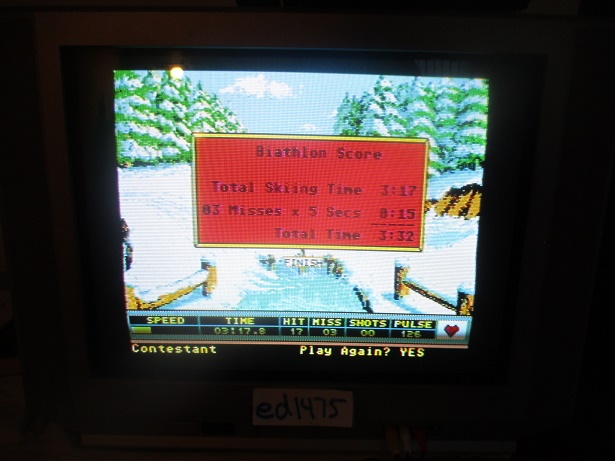 Biathlon Score
Total Skiing Time 3:17
03 Misses x 5 Secs 0:15
Total Time 3:32
FINISH
SPEED TIME HIT MISS SHOTS PULSE
03:17.8 17 03 00 126
Contestant Play Again? YES
ed1475